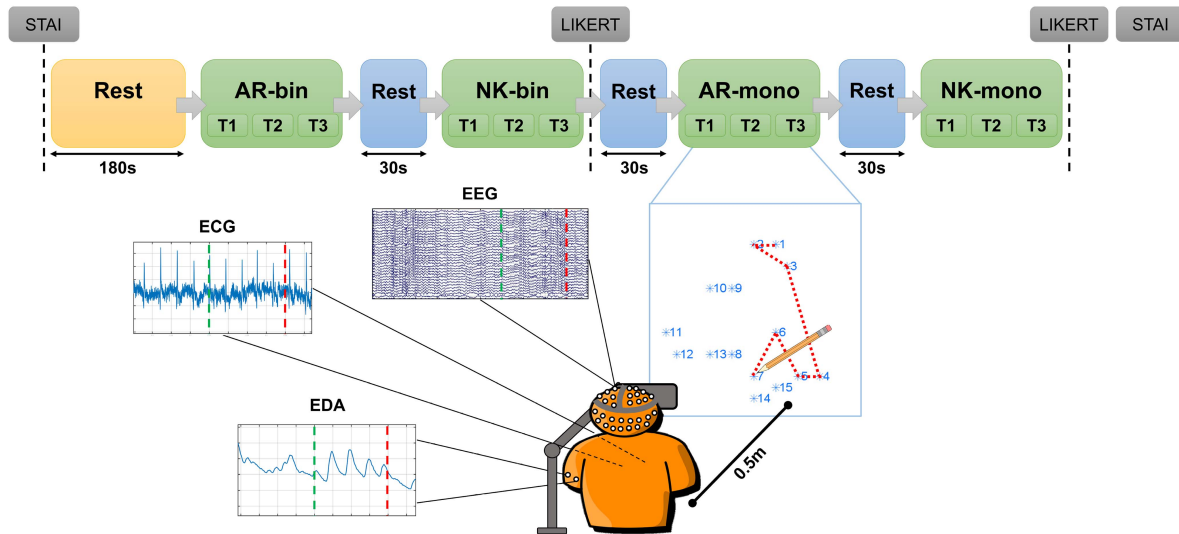 STAI LIKERT LIKERT STAI
Rest AR-bin Rest NK-bin Rest AR-mono Rest NK-mono
T1 T2 T3 T1 T2 T3 T1 T2 T3 T1 T2 T3
180s 30s 30s 30s
EEG
ECG
EDA
2 1
3
10 9
11 6
12 13 8
7 5 4
15
14
0.5m